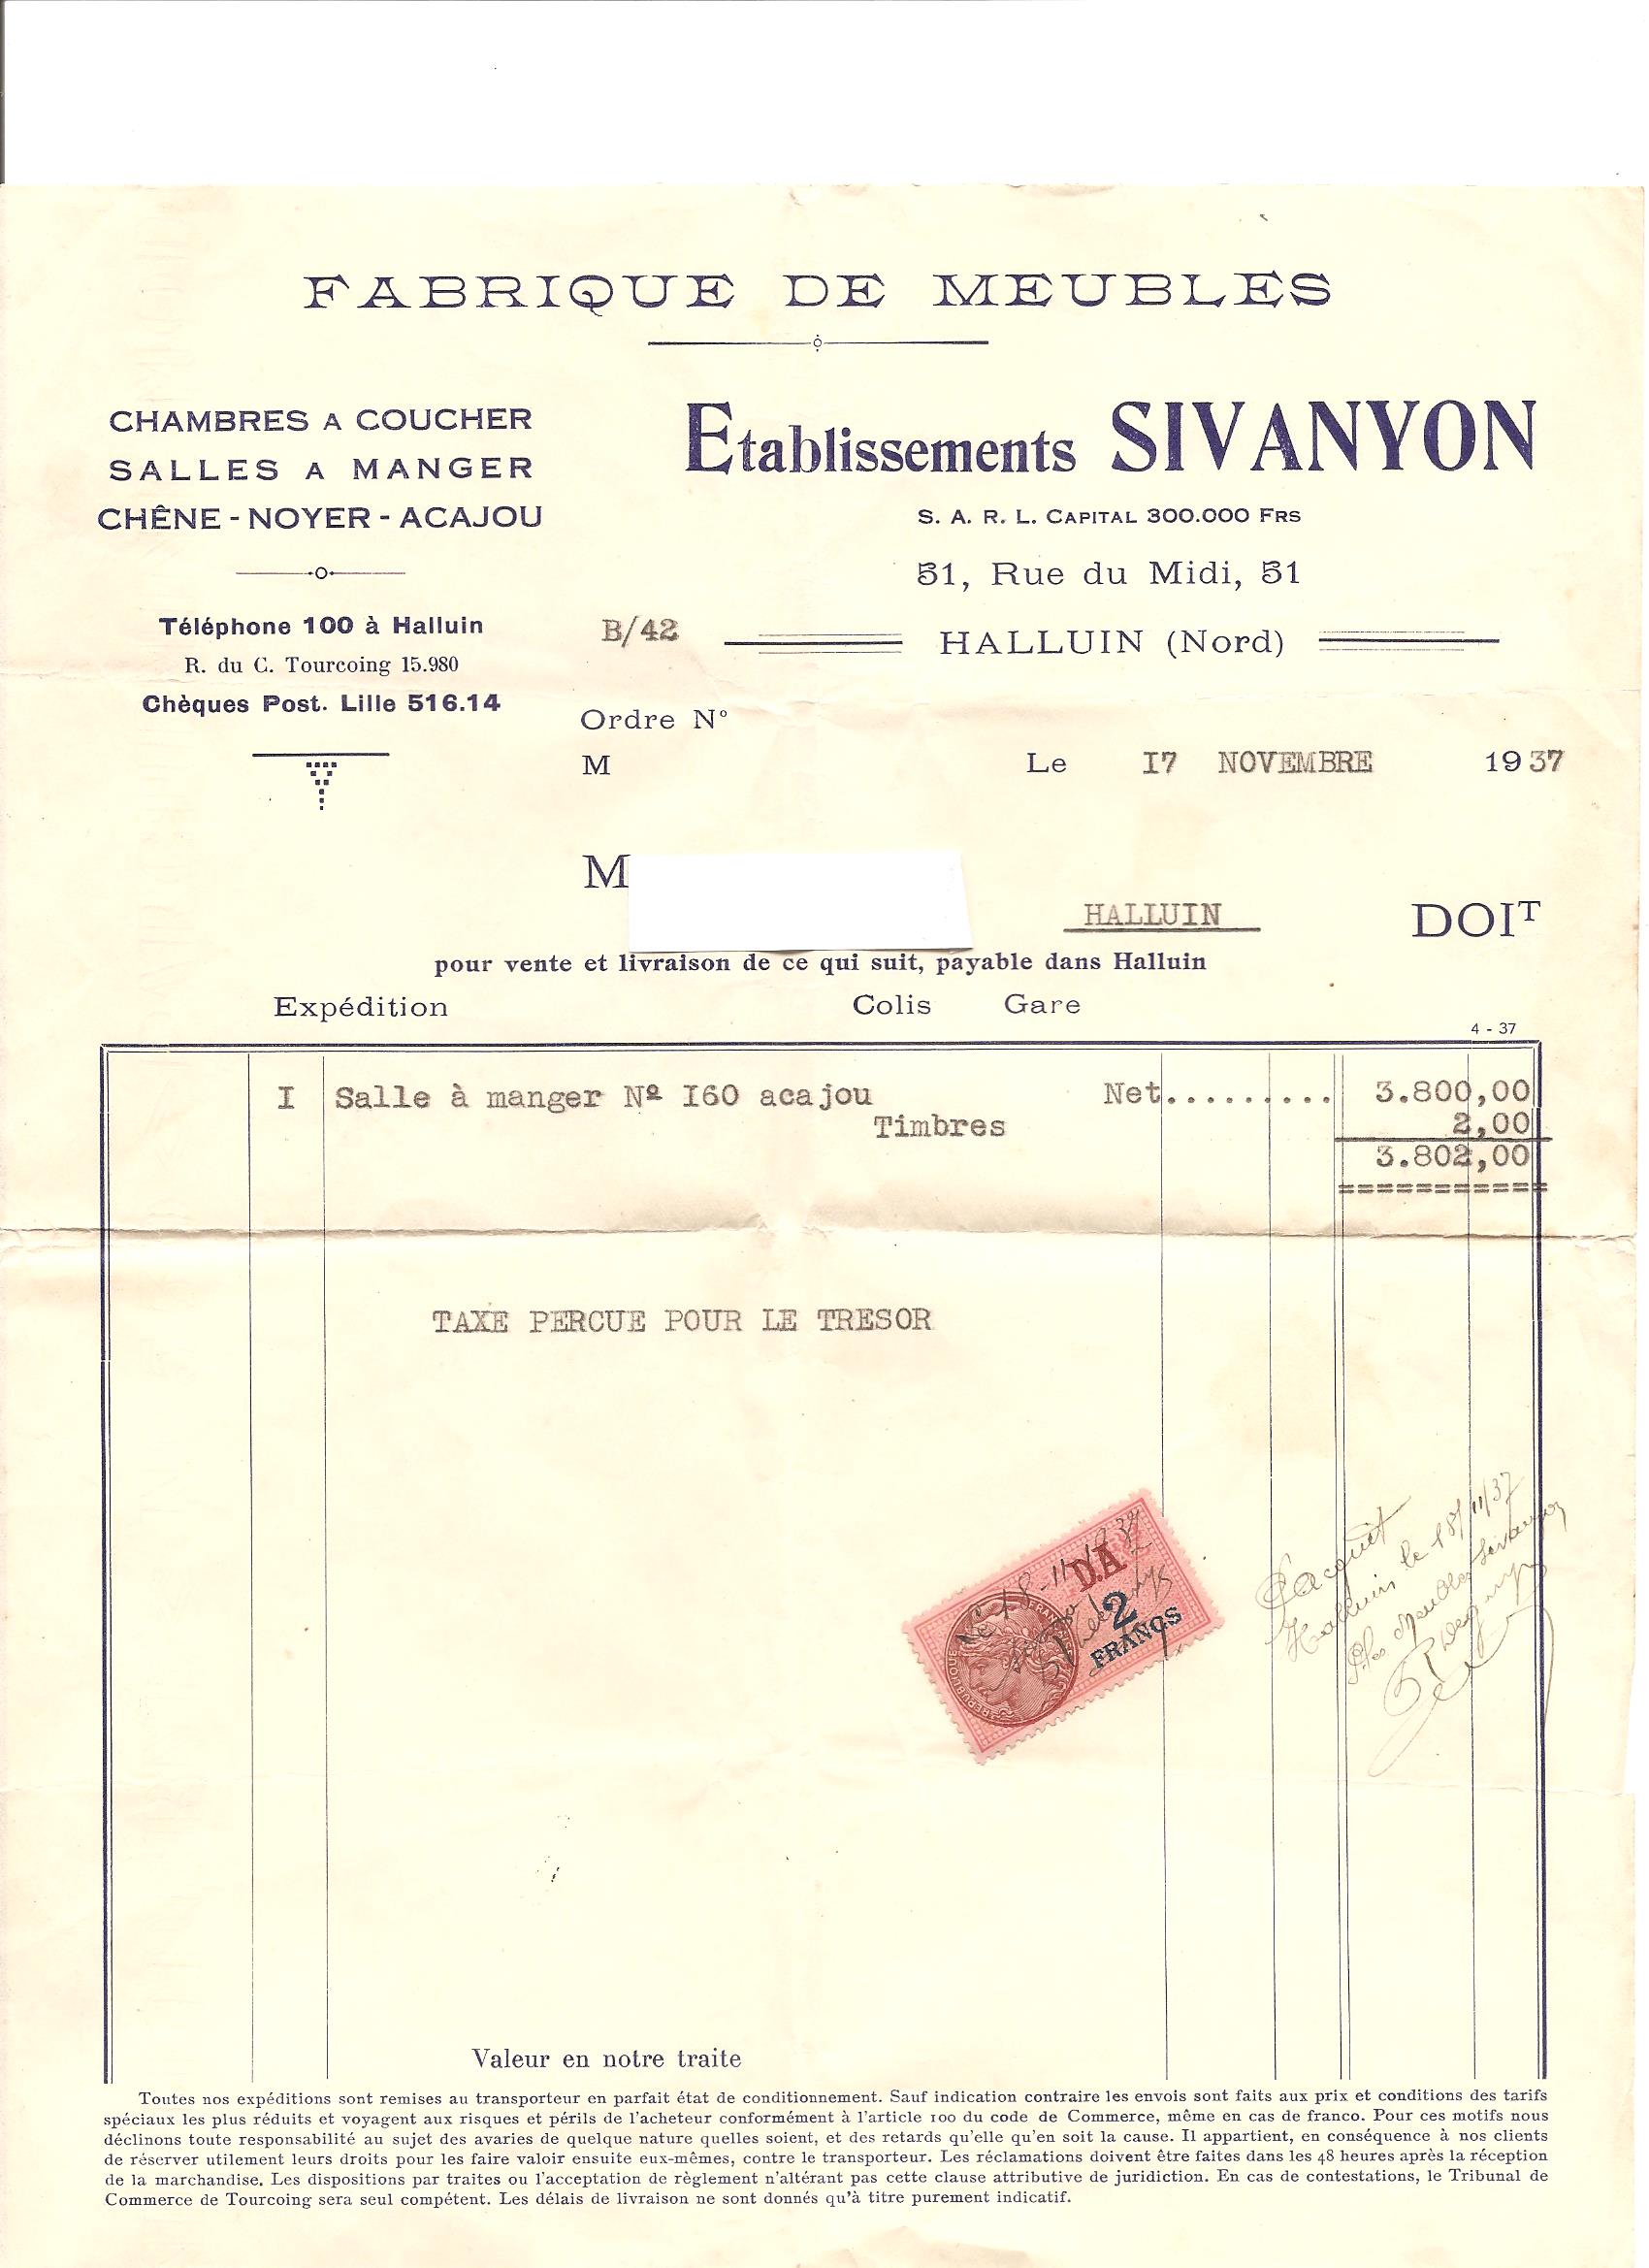 FABRIQUE DE MEUBLES
CHAMBRES A COUCHER
SALLES A MANGER
CHÊNE - NOYER - ACAJOU
Etablissements SIVANYON
S. A. R. L. CAPITAL 300.000 FRS
51, Rue du Midi, 51
HALLUIN (Nord)
Téléphone 100 à Halluin
R. du C. Tourcoing 15.980
Chèques Post. Lille 516.14
B/42
Ordre N°
M
Le I7 NOVEMBRE 1937
M
HALLUIN DOIT
pour vente et livraison de ce qui suit, payable dans Halluin
Expédition Colis Gare
4 - 37
I Salle à manger Nº I60 acajou Net......... 3.800,00
Timbres 2,00
3.802,00
===========
TAXE PERCUE POUR LE TRESOR
D.A
2
FRANCS
Halluin le 18/11/37
Valeur en notre traite
Toutes nos expéditions sont remises au transporteur en parfait état de conditionnement. Sauf indication contraire les envois sont faits aux prix et conditions des tarifs
spéciaux les plus réduits et voyagent aux risques et périls de l'acheteur conformément à l'article 100 du code de Commerce, même en cas de franco. Pour ces motifs nous
déclinons toute responsabilité au sujet des avaries de quelque nature quelles soient, et des retards qu'elle qu'en soit la cause. Il appartient, en conséquence à nos clients
de réserver utilement leurs droits pour les faire valoir ensuite eux-mêmes, contre le transporteur. Les réclamations doivent être faites dans les 48 heures après la réception
de la marchandise. Les dispositions par traites ou l'acceptation de règlement n'altérant pas cette clause attributive de juridiction. En cas de contestations, le Tribunal de
Commerce de Tourcoing sera seul compétent. Les délais de livraison ne sont donnés qu'à titre purement indicatif.